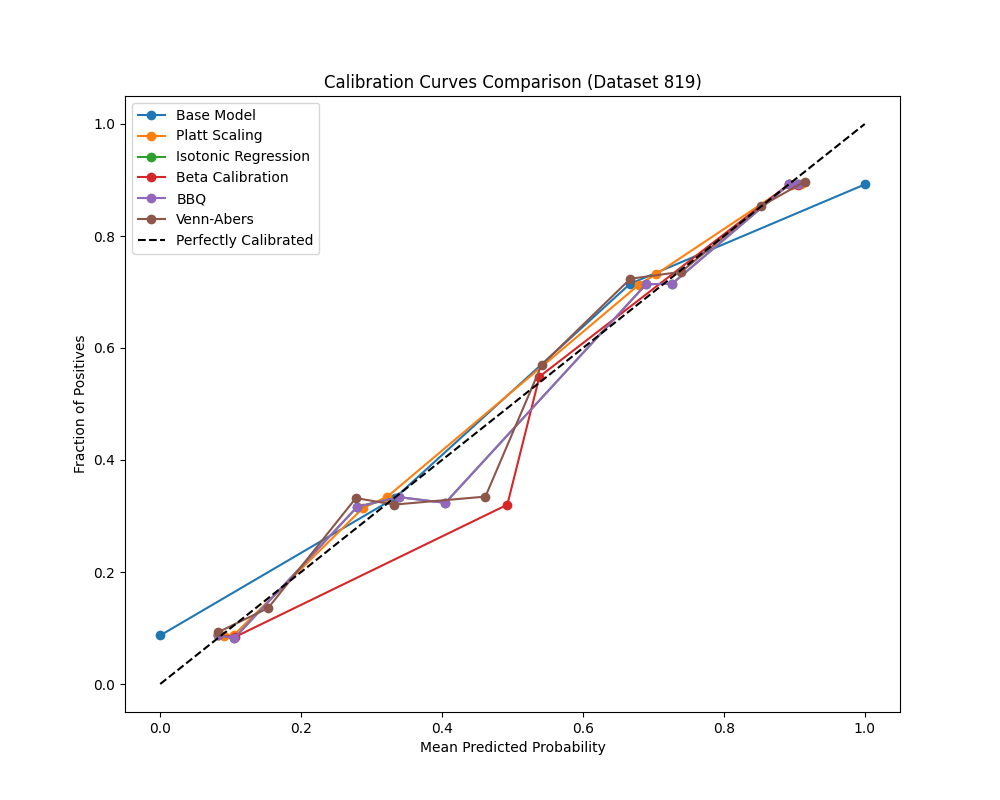 Calibration Curves Comparison (Dataset 819)
Base Model
Platt Scaling
Isotonic Regression
Beta Calibration
BBQ
Venn-Abers
Perfectly Calibrated
Fraction of Positives
1.0
0.8
0.6
0.4
0.2
0.0
0.0 0.2 0.4 0.6 0.8 1.0
Mean Predicted Probability